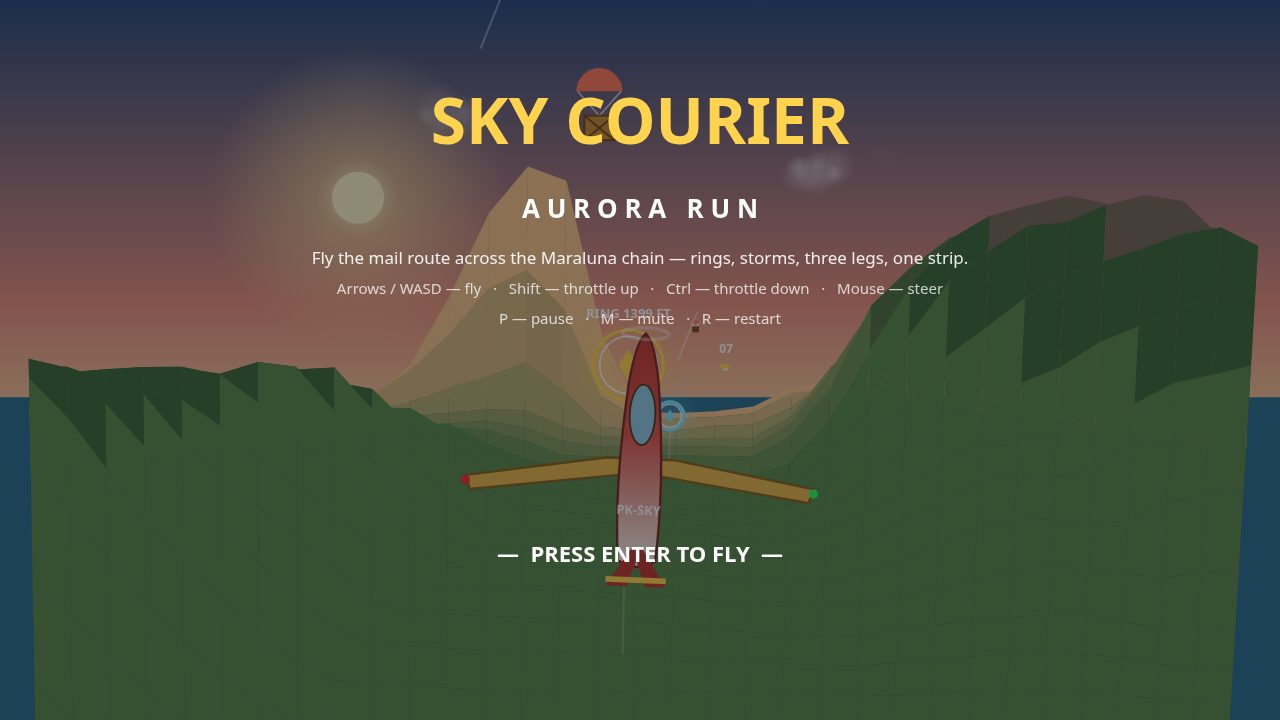 SKY COURIER
AURORA RUN
Fly the mail route across the Maraluna chain — rings, storms, three legs, one strip.
Arrows / WASD — fly · Shift — throttle up · Ctrl — throttle down · Mouse — steer
RING 1399 FT
P — pause · M — mute · R — restart
07
PK-SKY
— PRESS ENTER TO FLY —